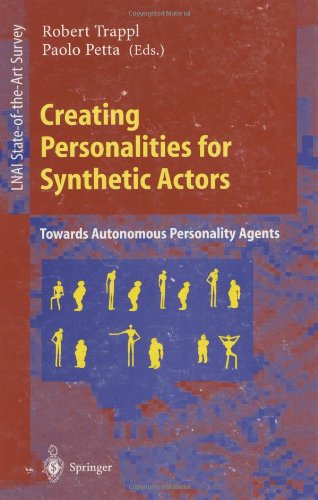 Robert Trappl
Paolo Petta (Eds.)
LNAI State-of-the-Art Survey
Creating
Personalities for
Synthetic Actors
Towards Autonomous Personality Agents
Springer